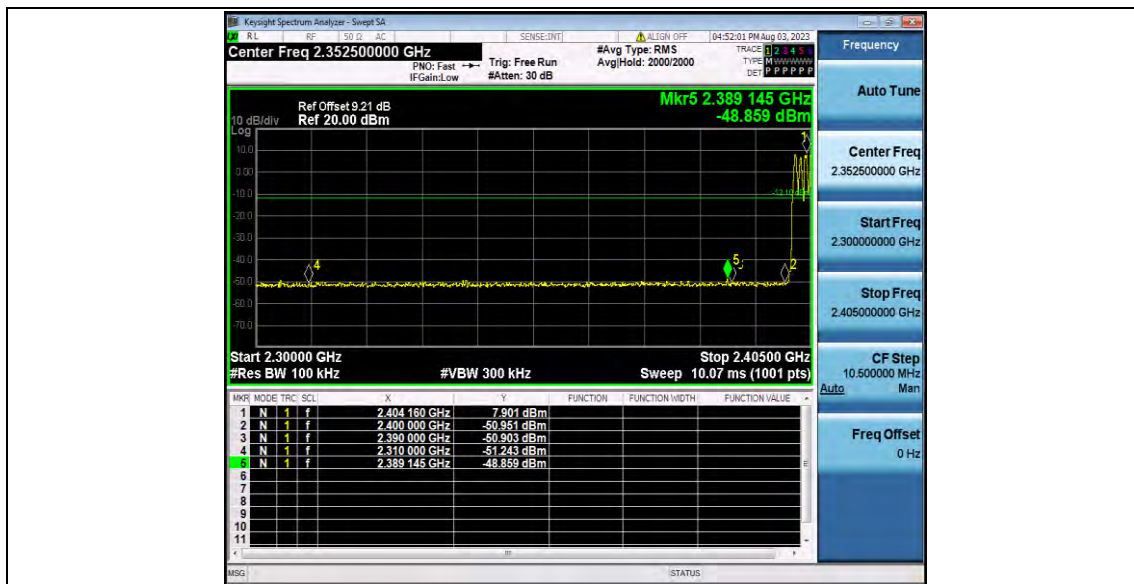 Keysight Spectrum Analyzer - Swept SA
RL RF 50 Ω AC SENSE:INT ALIGN OFF 04:52:01 PM Aug 03, 2023
Center Freq 2.352500000 GHz
#Avg Type: RMS
Avg|Hold: 2000/2000
PNO: Fast
IFGain:Low
Trig: Free Run
#Atten: 30 dB
TRACE 1 2 3 4 5 6
TYPE M
DET P P P P P P
Ref Offset 9.21 dB
Ref 20.00 dBm
10 dB/div
Log
Mkr5 2.389 145 GHz
-48.859 dBm
10.0
0.00
-10.0
-20.0
-30.0
-40.0
-50.0
-60.0
-70.0
1
4
5
2
Start 2.30000 GHz
Stop 2.40500 GHz
#Res BW 100 kHz
#VBW 300 kHz
Sweep 10.07 ms (1001 pts)
MKR MODE TRC SCL X Y FUNCTION FUNCTION WIDTH FUNCTION VALUE
1 N 1 f 2.404 160 GHz 7.901 dBm
2 N 1 f 2.400 000 GHz -50.951 dBm
3 N 1 f 2.390 000 GHz -50.903 dBm
4 N 1 f 2.310 000 GHz -51.243 dBm
5 N 1 f 2.389 145 GHz -48.859 dBm
6
7
8
9
10
11
MSG
STATUS
Frequency
Auto Tune
Center Freq
2.352500000 GHz
Start Freq
2.300000000 GHz
Stop Freq
2.405000000 GHz
CF Step
10.500000 MHz
Auto Man
Freq Offset
0 Hz